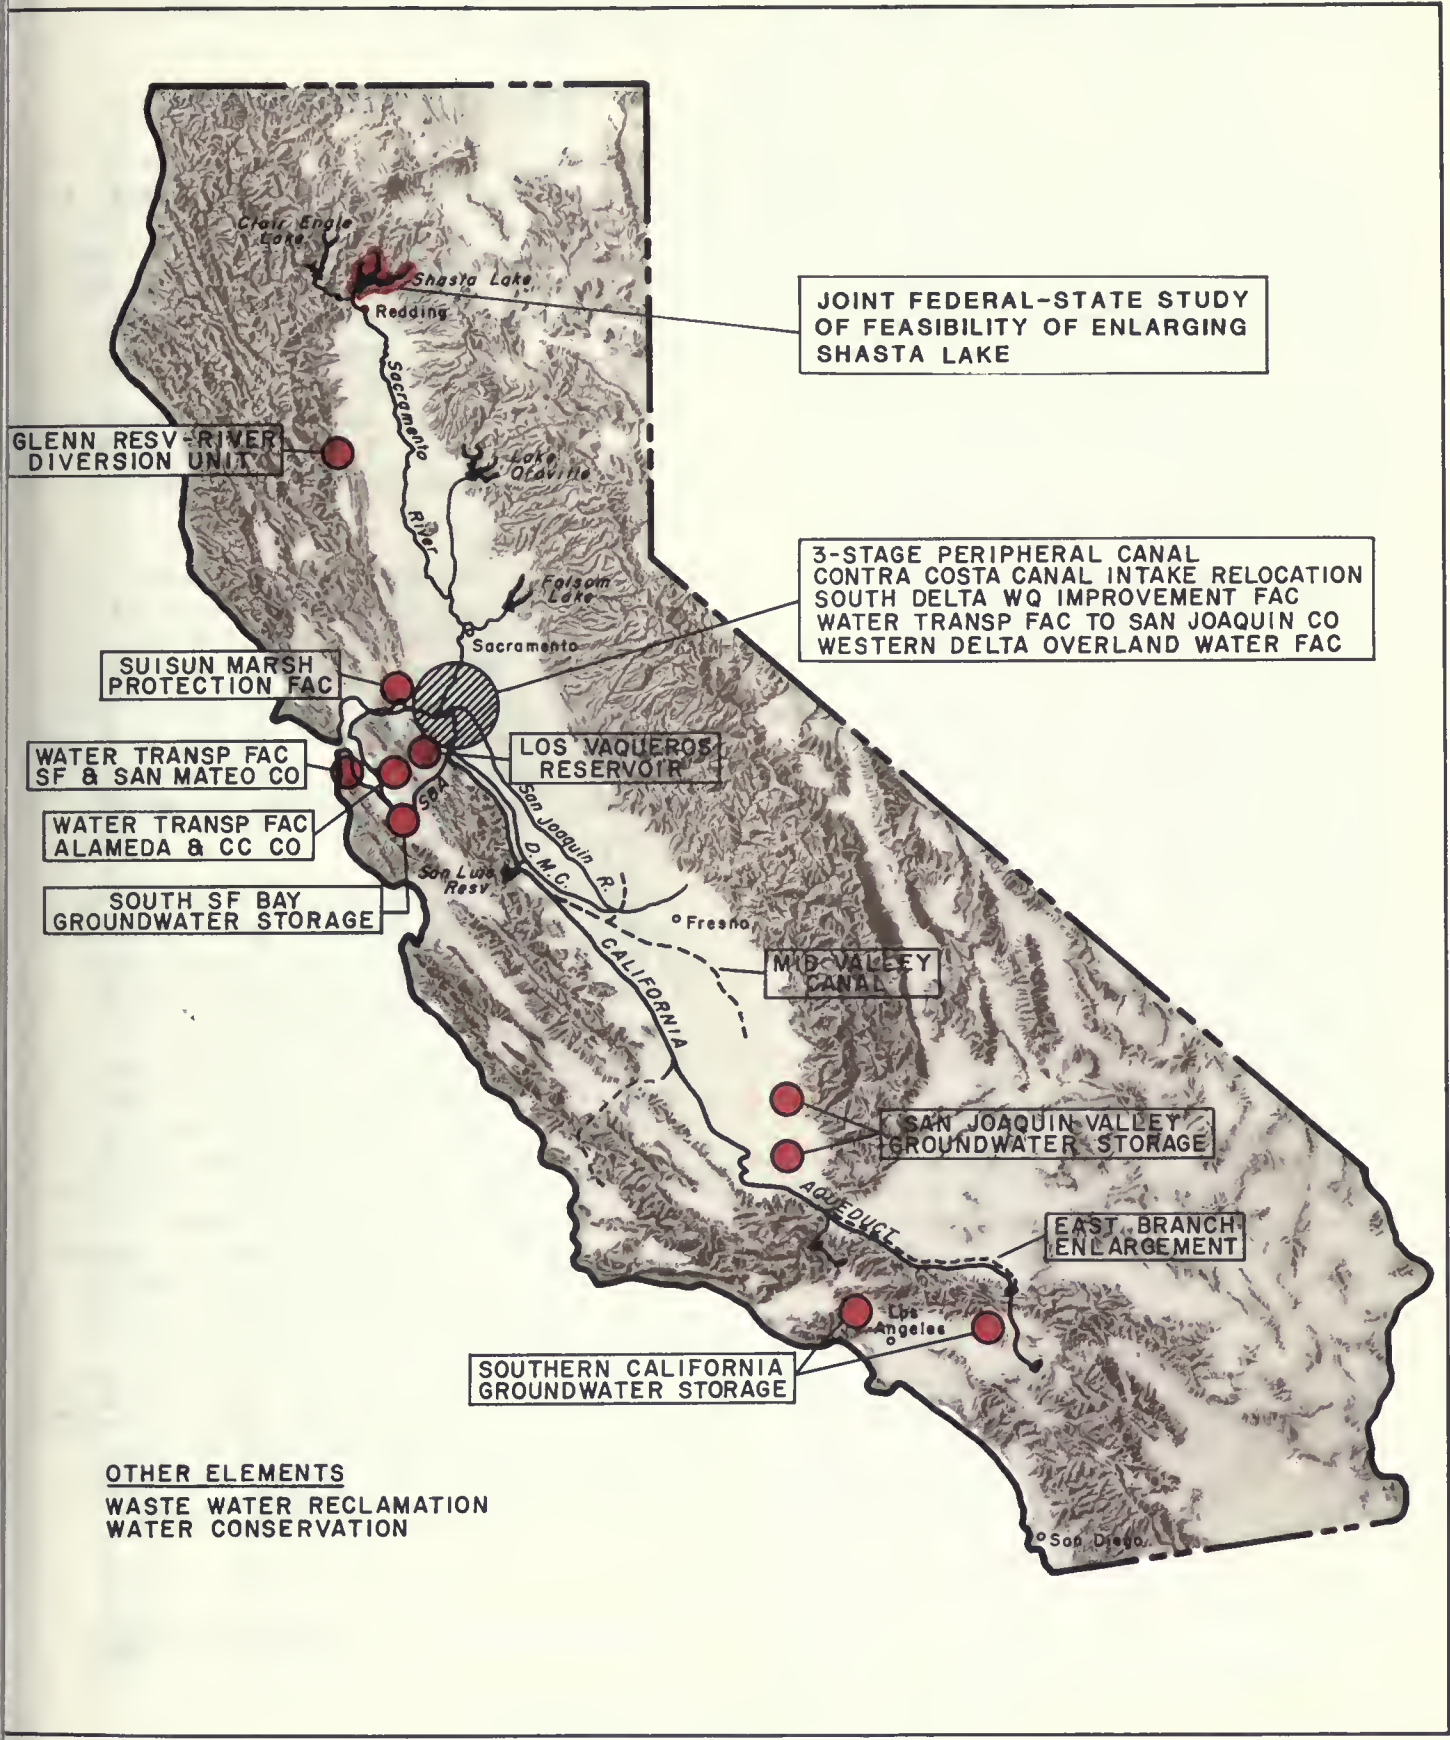 Clair Engle
Lake
Shasta Lake
Redding
JOINT FEDERAL-STATE STUDY
OF FEASIBILITY OF ENLARGING
SHASTA LAKE
Sacramento
River
GLENN RESV-RIVER
DIVERSION UNIT
Lake
Oroville
3-STAGE PERIPHERAL CANAL
CONTRA COSTA CANAL INTAKE RELOCATION
SOUTH DELTA WQ IMPROVEMENT FAC
WATER TRANSP FAC TO SAN JOAQUIN CO
WESTERN DELTA OVERLAND WATER FAC
Folsom
Lake
Sacramento
SUISUN MARSH
PROTECTION FAC
WATER TRANSP FAC
SF & SAN MATEO CO
LOS VAQUEROS
RESERVOIR
SBA
San Joaquin R.
WATER TRANSP FAC
ALAMEDA & CC CO
D.M.C.
San Luis
Resv
SOUTH SF BAY
GROUNDWATER STORAGE
Fresno
CALIFORNIA
MID VALLEY
CANAL
SAN JOAQUIN VALLEY
GROUNDWATER STORAGE
AQUEDUCT
EAST BRANCH
ENLARGEMENT
Los
Angeles
SOUTHERN CALIFORNIA
GROUNDWATER STORAGE
OTHER ELEMENTS
WASTE WATER RECLAMATION
WATER CONSERVATION
San Diego